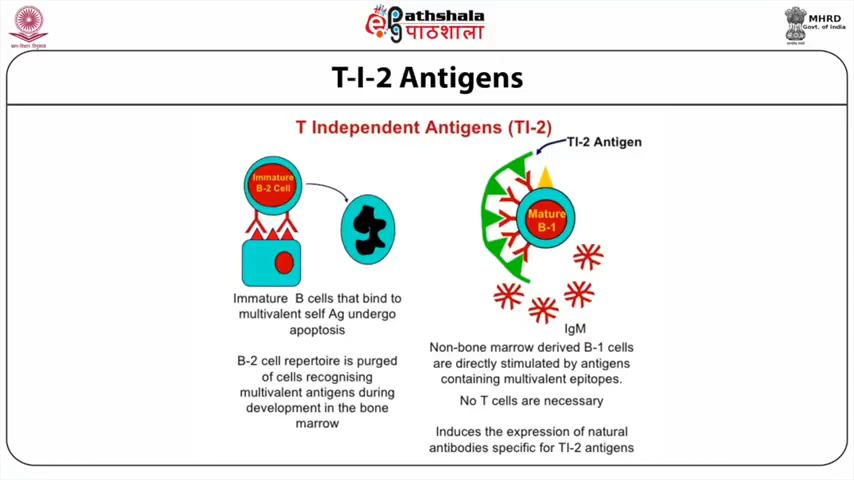 e-Pathshala
पाठशाला
MHRD
Govt. of India
T-I-2 Antigens
T Independent Antigens (TI-2)
Immature
B-2 Cell
Immature B cells that bind to
multivalent self Ag undergo
apoptosis
B-2 cell repertoire is purged
of cells recognising
multivalent antigens during
development in the bone
marrow
TI-2 Antigen
Mature
B-1
IgM
Non-bone marrow derived B-1 cells
are directly stimulated by antigens
containing multivalent epitopes.
No T cells are necessary
Induces the expression of natural
antibodies specific for TI-2 antigens